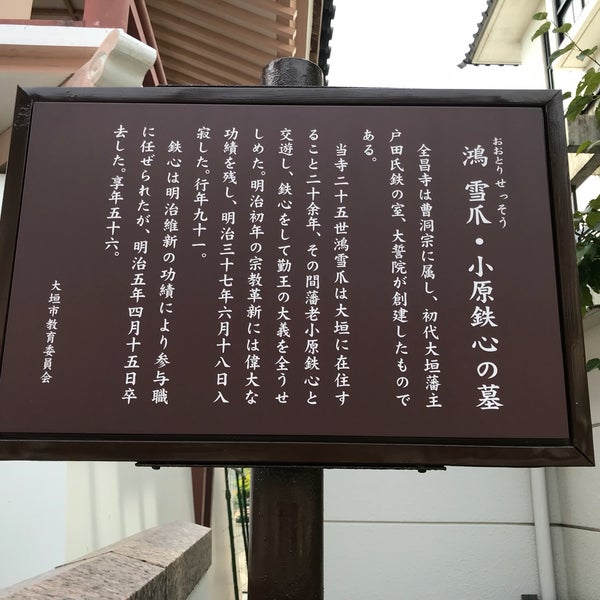 おおとり せっそう
鴻 雪爪・小原鉄心の墓
全昌寺は曹洞宗に属し、初代大垣藩主
戸田氏鉄の室、大誓院が創建したもので
ある。
当寺二十五世鴻雪爪は大垣に在住す
ること二十余年、その間藩老小原鉄心と
交遊し、鉄心をして勤王の大義を全うせ
しめた。明治初年の宗教革新には偉大な
功績を残し、明治三十七年六月十八日入
寂した。行年九十一。
鉄心は明治維新の功績により参与職
に任ぜられたが、明治五年四月十五日卒
去した。享年五十六。
大垣市教育委員会